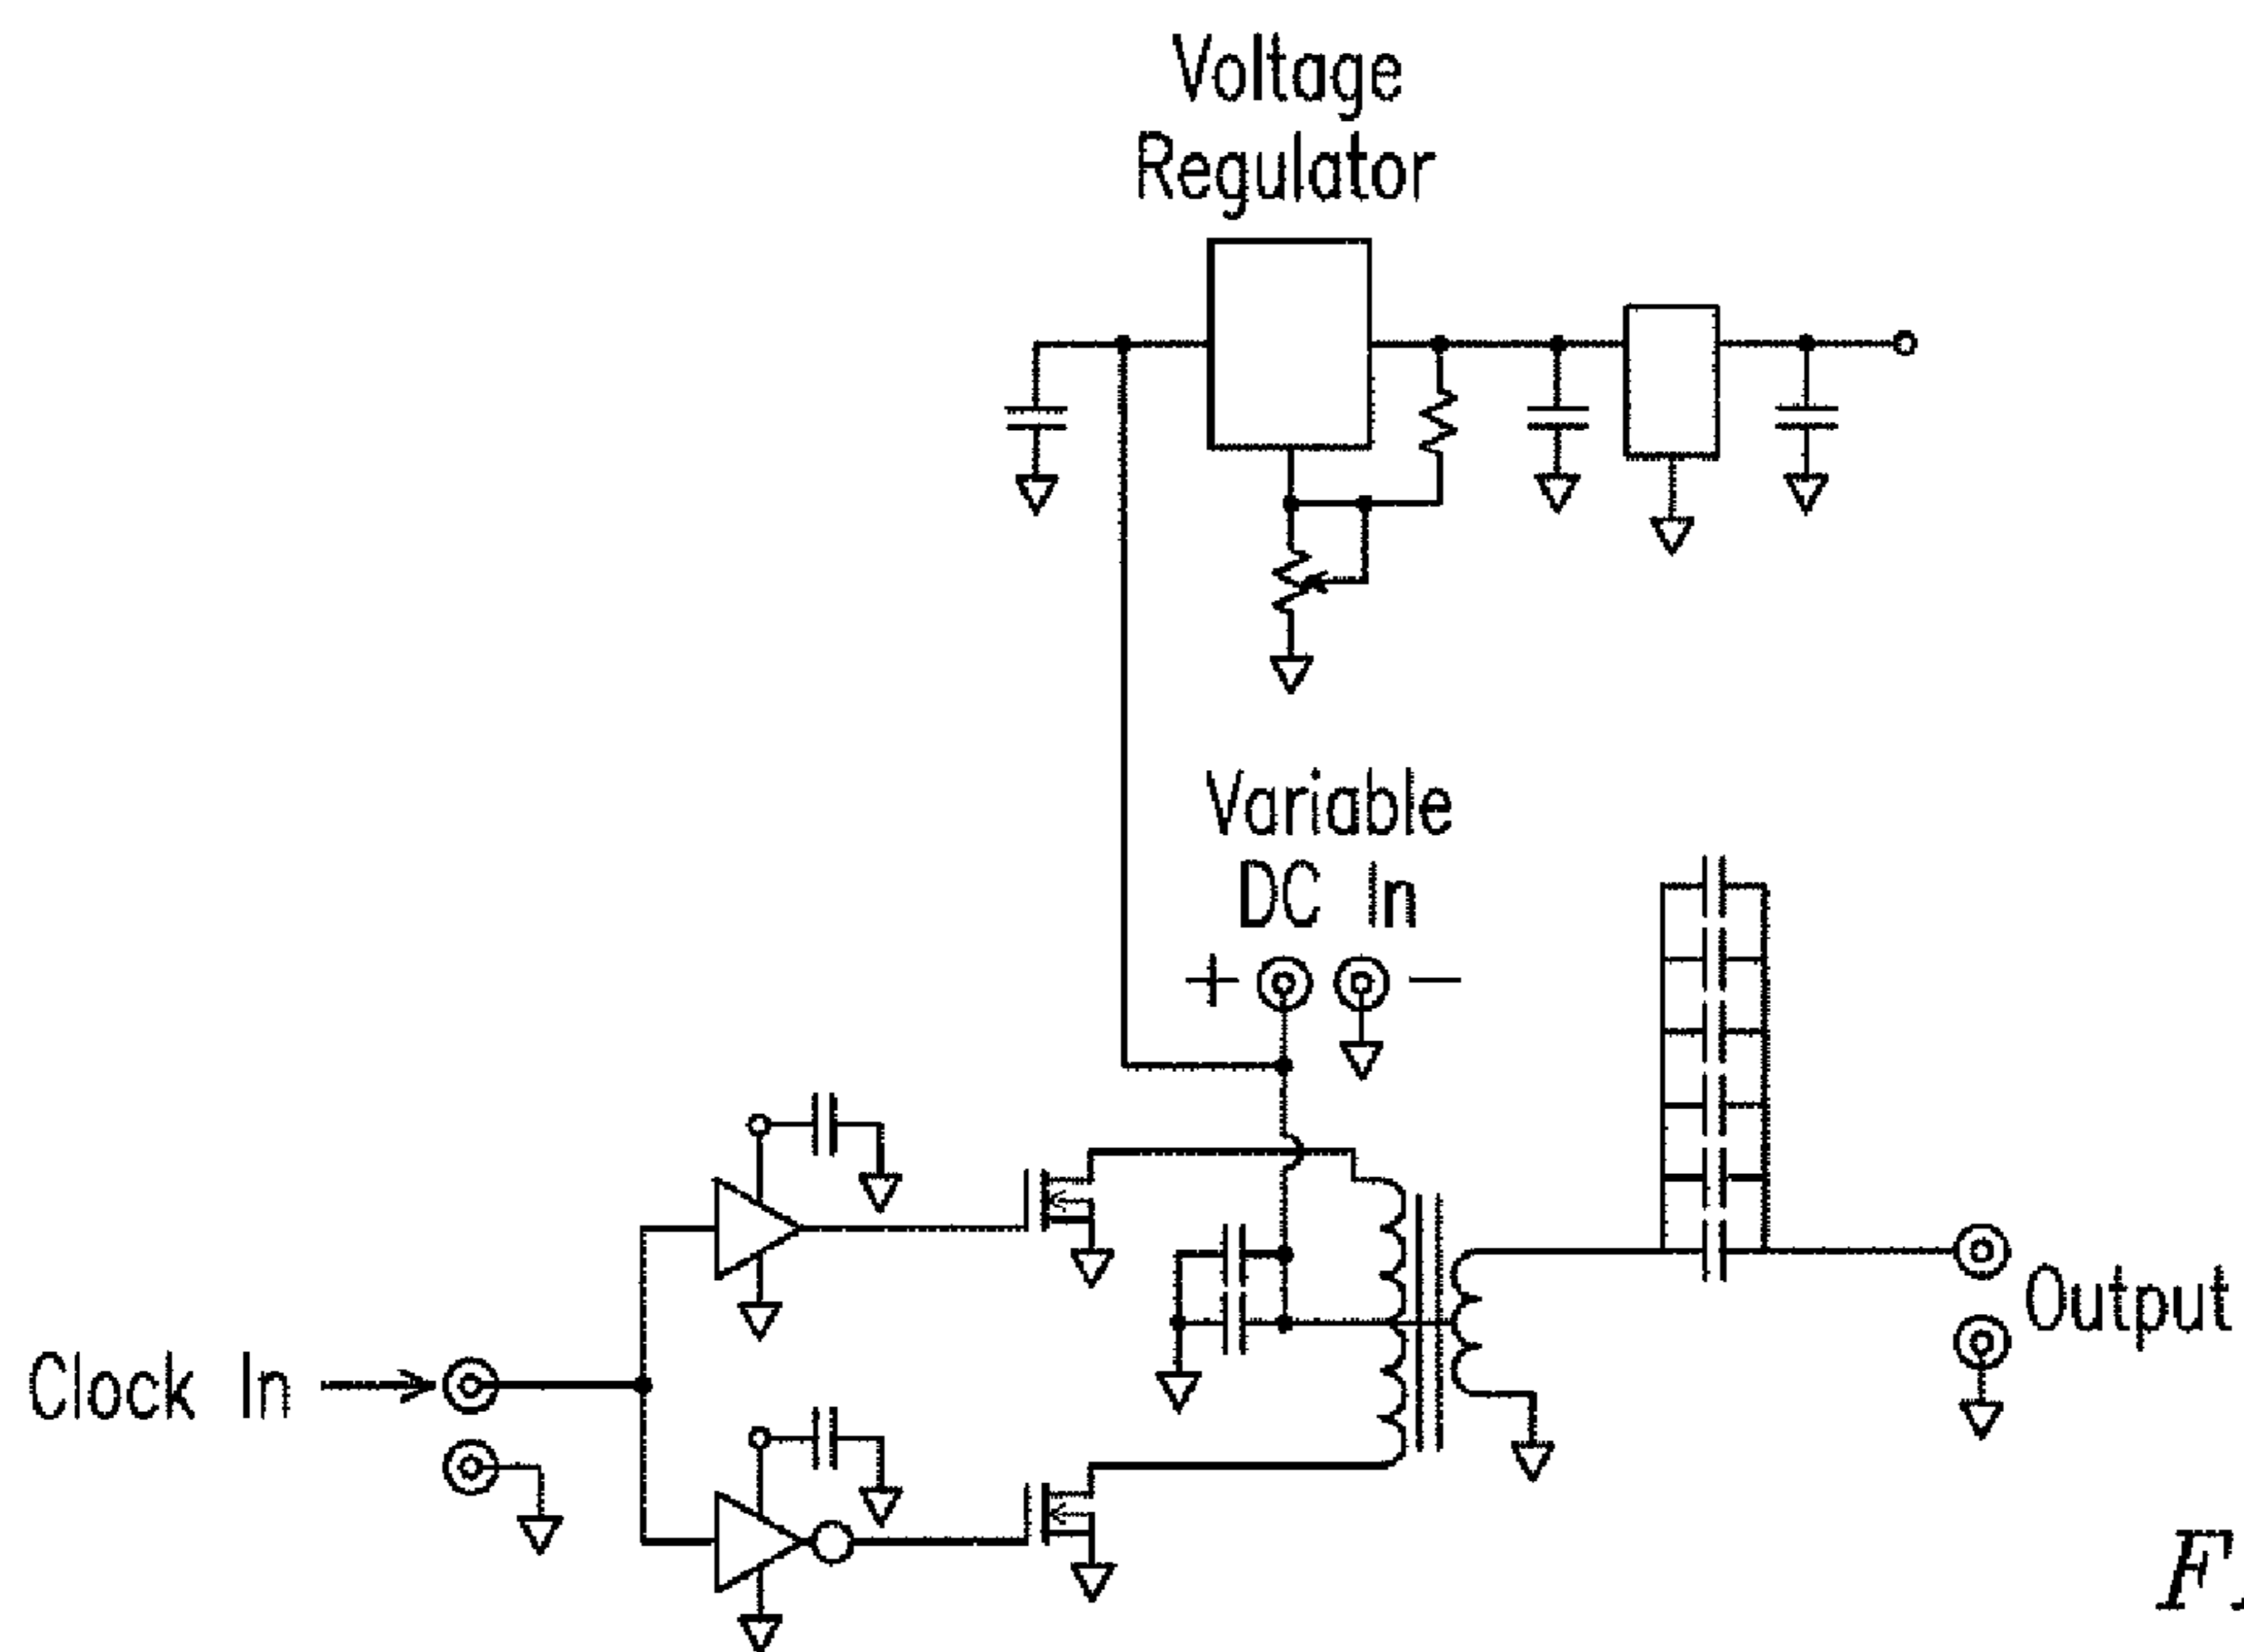 Voltage
Regulator
Variable
DC In
+ −
Clock In
Output